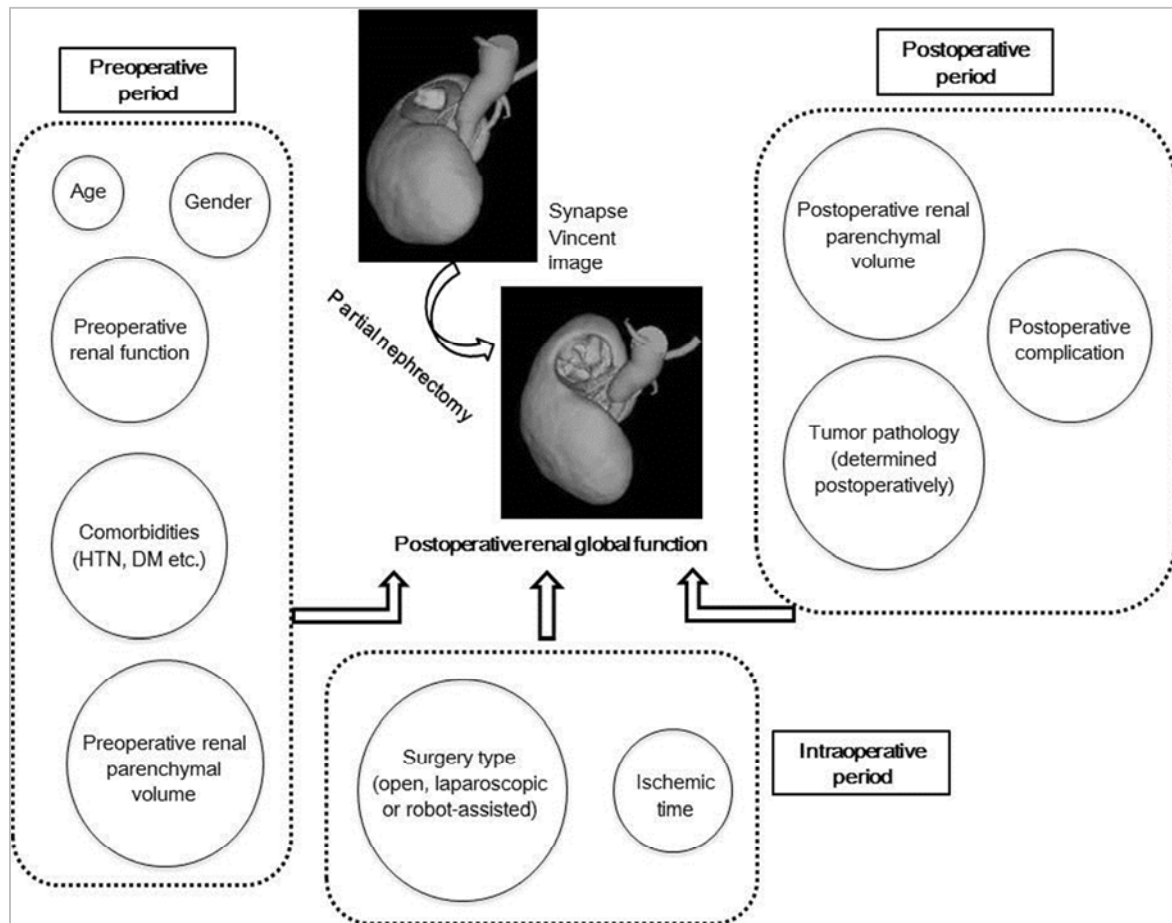 Preoperative
period
Age
Gender
Preoperative
renal function
Comorbidities
(HTN, DM etc.)
Preoperative renal
parenchymal
volume
Synapse
Vincent
image
Partial nephrectomy
Postoperative renal global function
Postoperative
period
Postoperative renal
parenchymal
volume
Postoperative
complication
Tumor pathology
(determined
postoperatively)
Surgery type
(open, laparoscopic
or robot-assisted)
Ischemic
time
Intraoperative
period